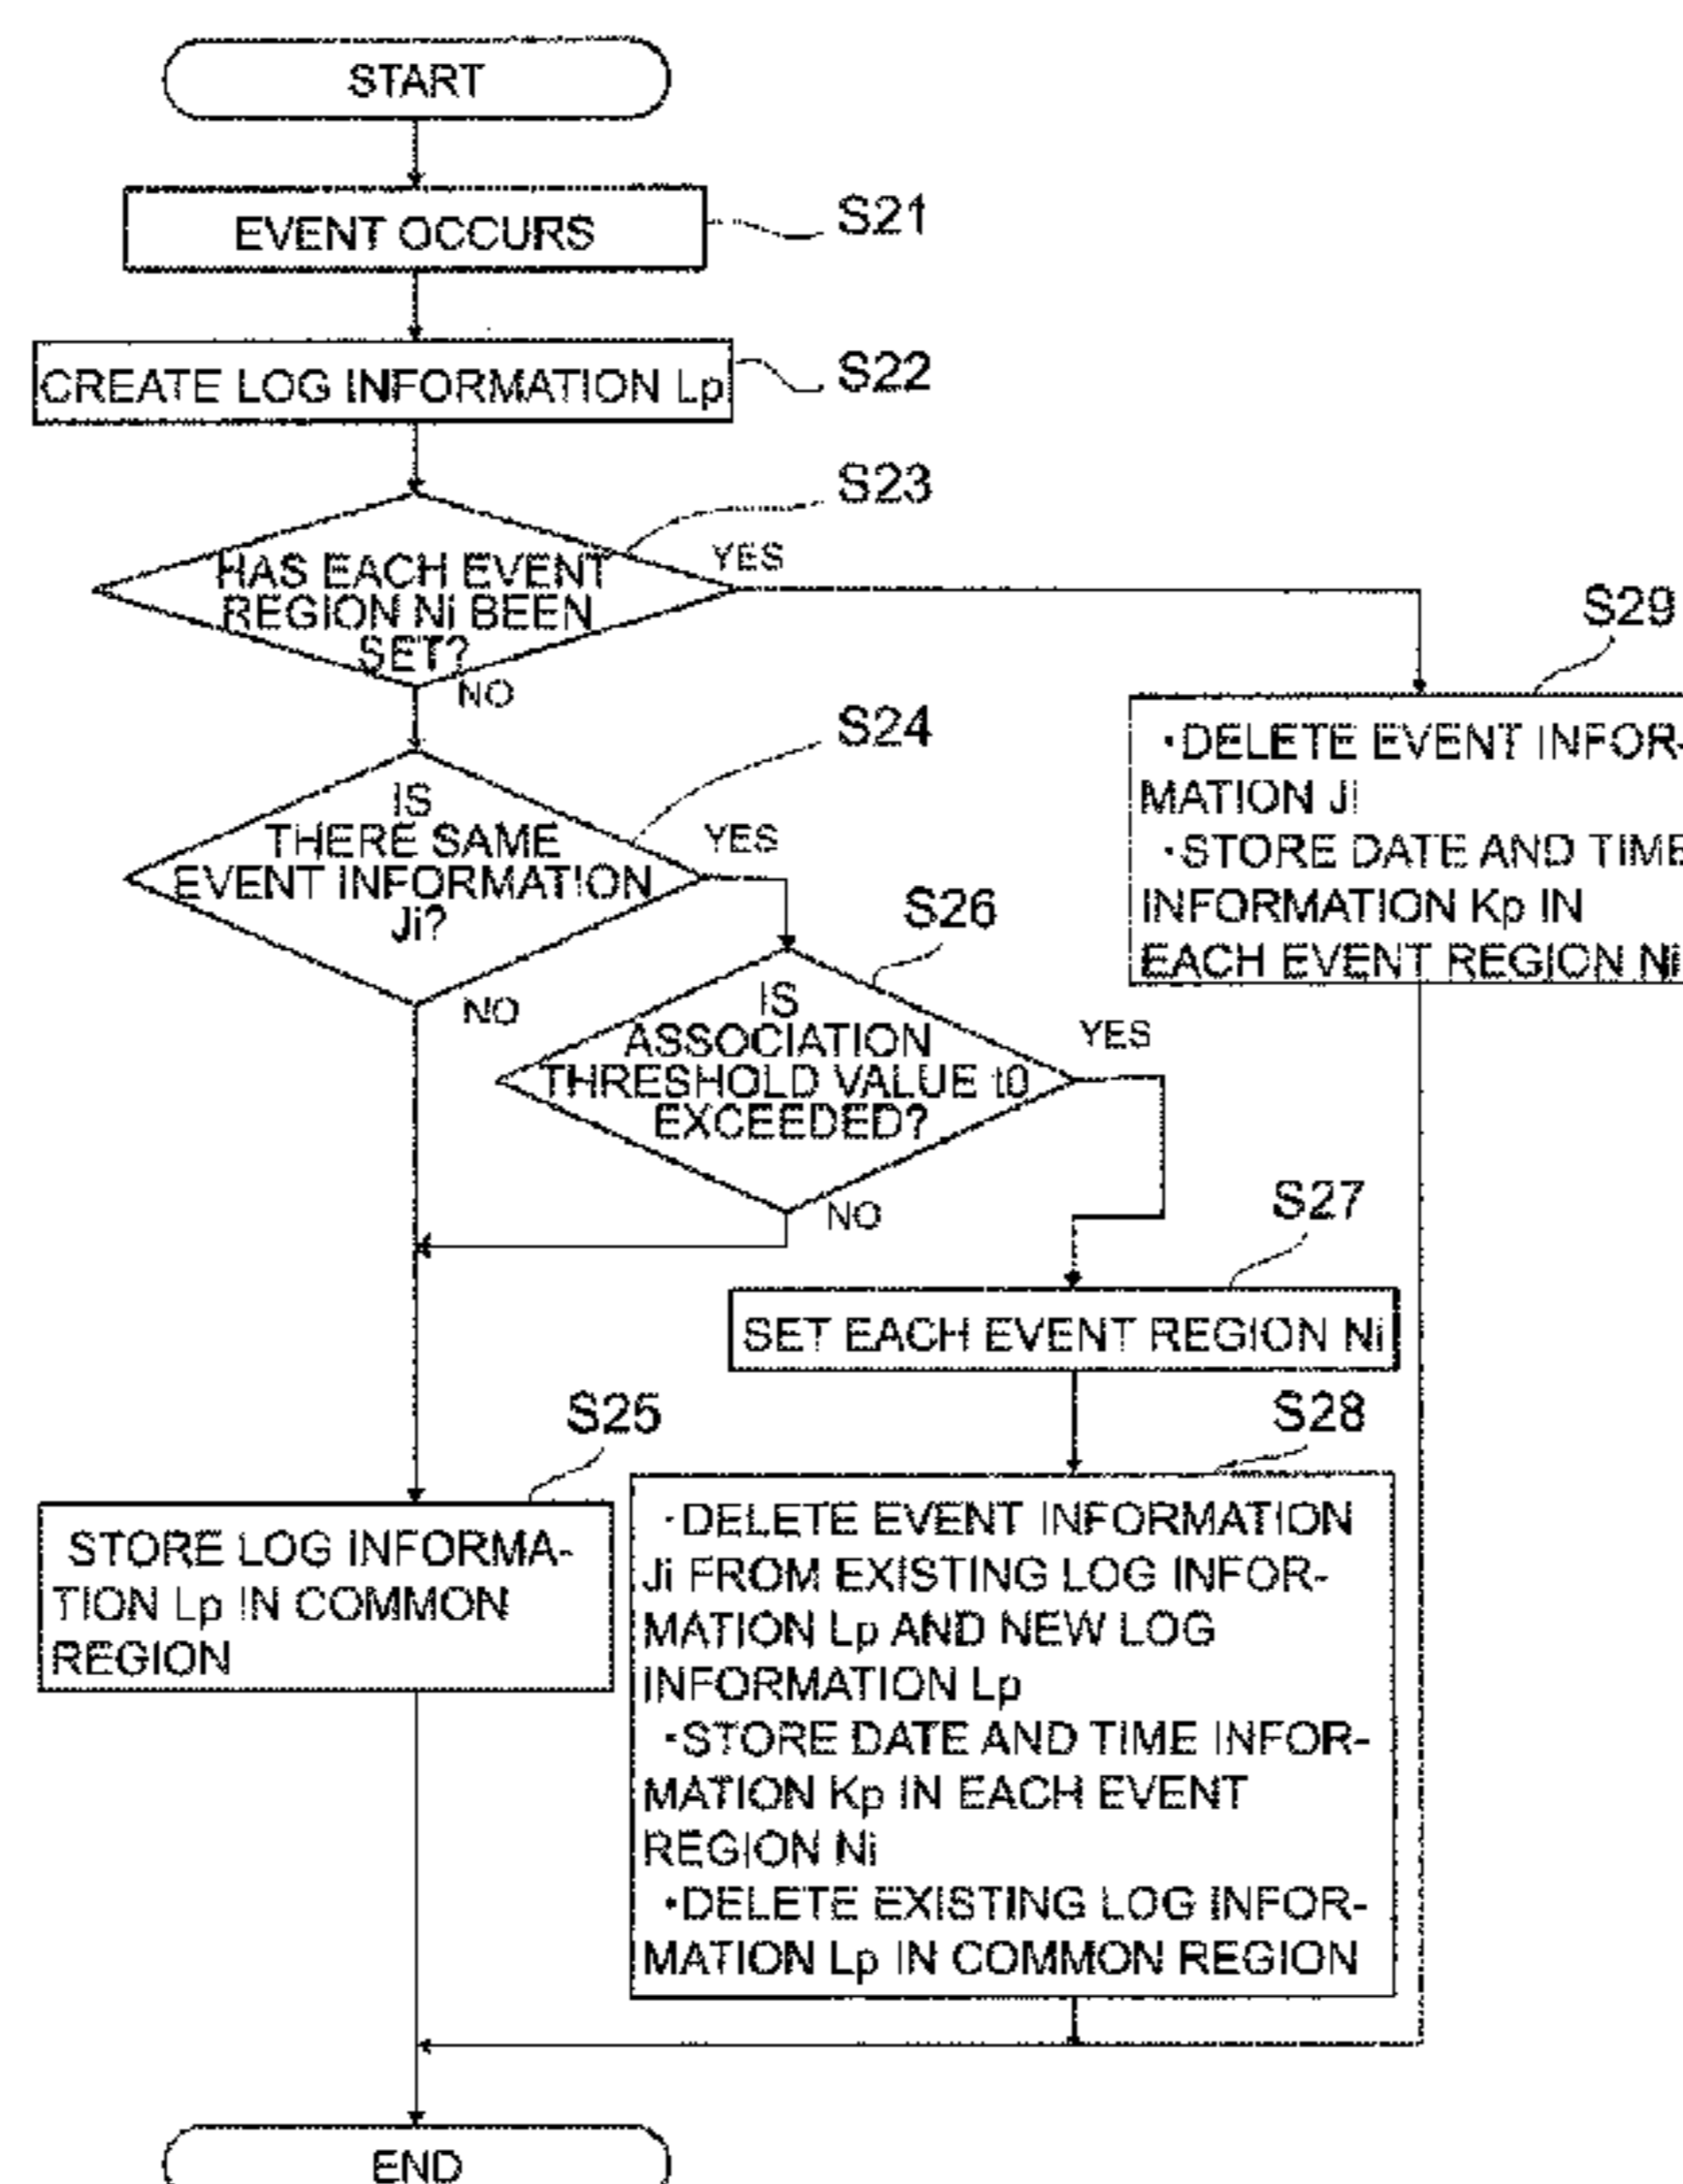 START
EVENT OCCURS
S21
CREATE LOG INFORMATION Lp
S22
S23
HAS EACH EVENT
REGION Ni BEEN
SET?
YES
NO
S29
・DELETE EVENT INFOR-
MATION Ji
・STORE DATE AND TIME
INFORMATION Kp IN
EACH EVENT REGION Ni
S24
IS
THERE SAME
EVENT INFORMATION
Ji?
YES
NO
S26
IS
ASSOCIATION
THRESHOLD VALUE t0
EXCEEDED?
YES
NO
S27
SET EACH EVENT REGION Ni
S25
STORE LOG INFORMA-
TION Lp IN COMMON
REGION
S28
・DELETE EVENT INFORMATION
Ji FROM EXISTING LOG INFOR-
MATION Lp AND NEW LOG
INFORMATION Lp
・STORE DATE AND TIME INFOR-
MATION Kp IN EACH EVENT
REGION Ni
・DELETE EXISTING LOG INFOR-
MATION Lp IN COMMON REGION
END